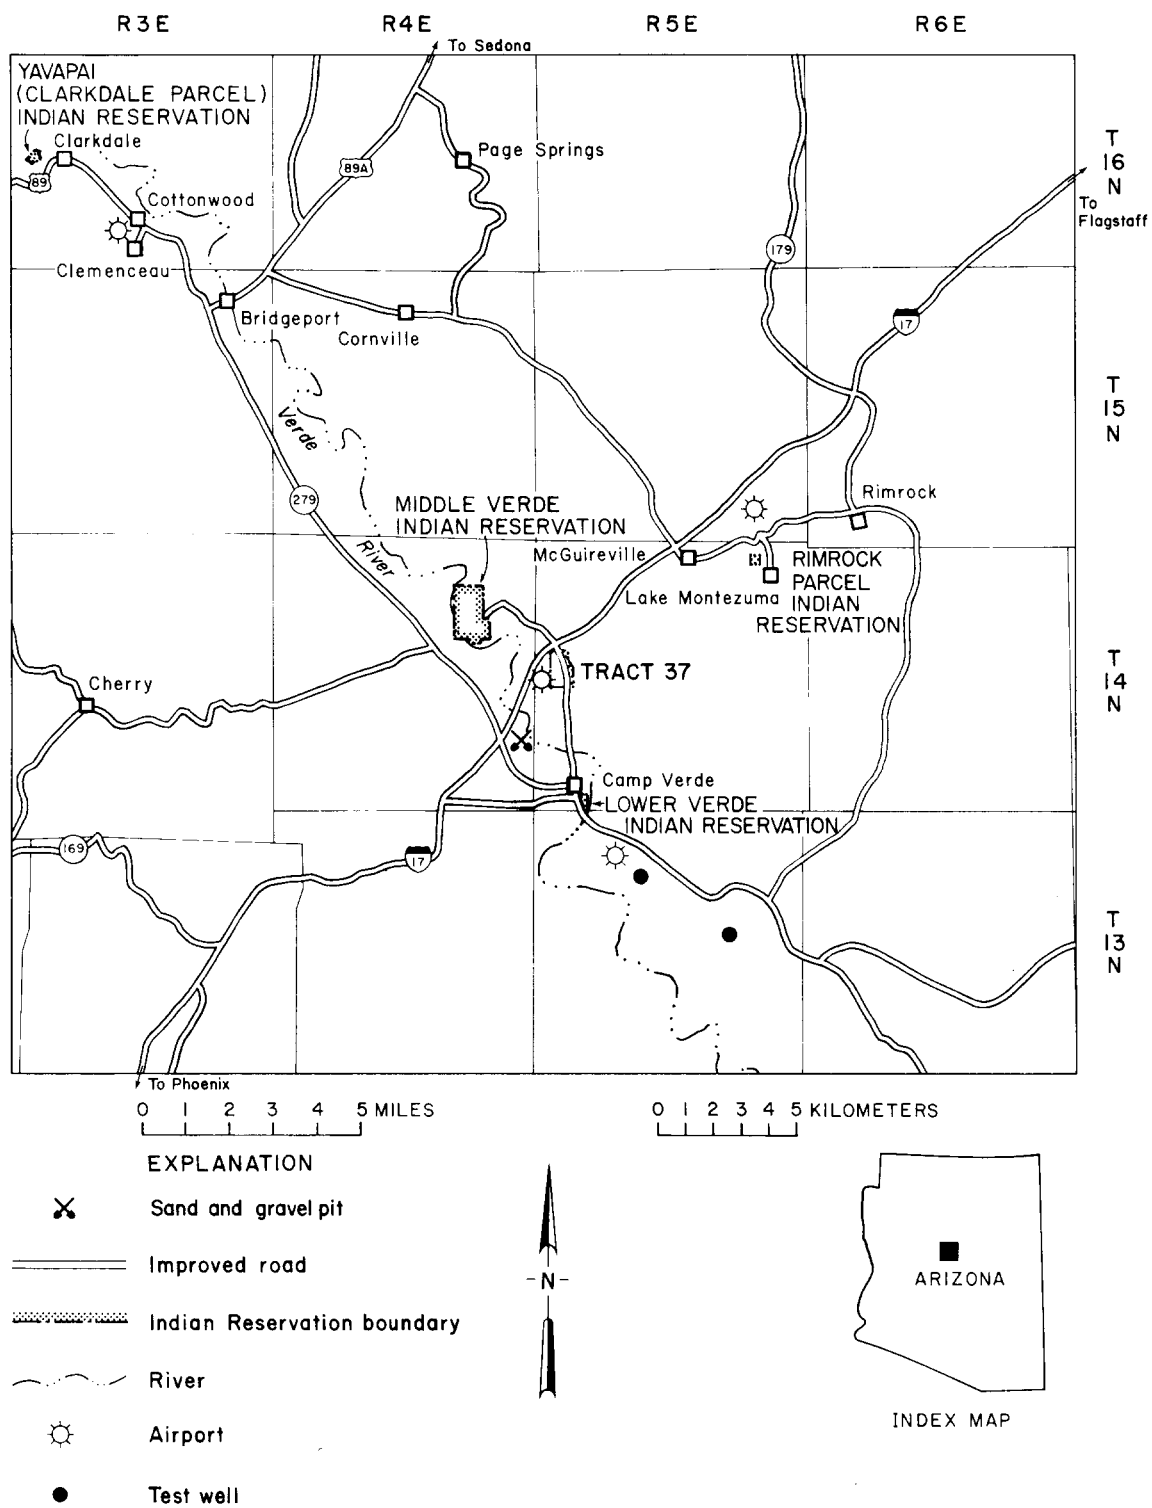 R3E R4E R5E R6E
To Sedona
YAVAPAI
(CLARKDALE PARCEL)
INDIAN RESERVATION
Clarkdale
89
Cottonwood
Clemenceau
89A
Page Springs
179
T
16
N
To
Flagstaff
Bridgeport
Cornville
17
T
15
N
Verde
River
279
MIDDLE VERDE
INDIAN RESERVATION
Rimrock
McGuireville
Lake Montezuma
RIMROCK
PARCEL
INDIAN
RESERVATION
TRACT 37
Cherry
T
14
N
Camp Verde
LOWER VERDE
INDIAN RESERVATION
169
17
T
13
N
To Phoenix
0 1 2 3 4 5 MILES
0 1 2 3 4 5 KILOMETERS
EXPLANATION
Sand and gravel pit
Improved road
Indian Reservation boundary
River
Airport
Test well
-N-
ARIZONA
INDEX MAP